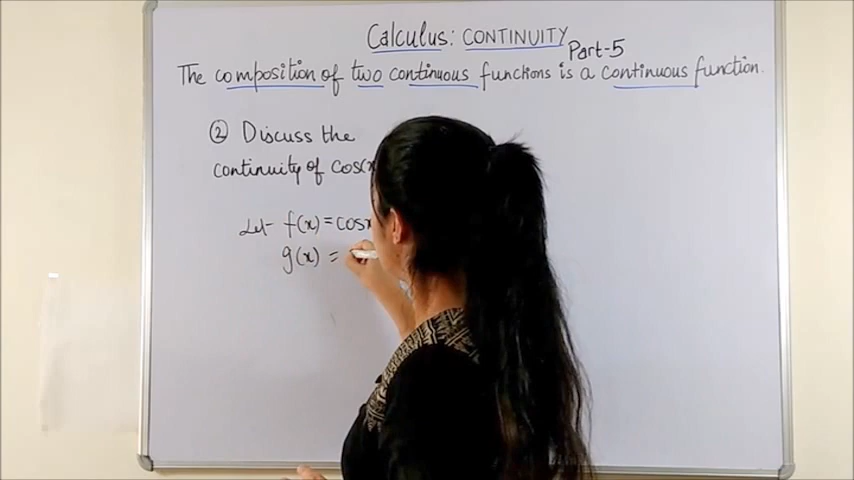 Calculus: CONTINUITY
Part-5
The composition of two continuous functions is a continuous function.
② Discuss the
continuity of cos(x
Let f(x) = cosx
g(x) =